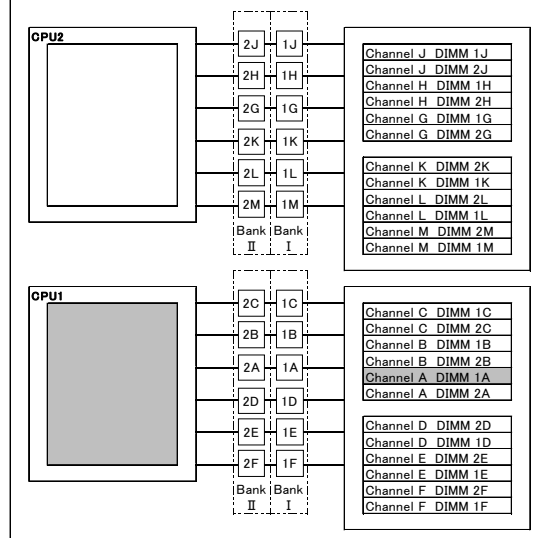 CPU2
2J 1J
2H 1H
2G 1G
2K 1K
2L 1L
2M 1M
Bank Bank
Ⅱ Ⅰ
Channel J DIMM 1J
Channel J DIMM 2J
Channel H DIMM 1H
Channel H DIMM 2H
Channel G DIMM 1G
Channel G DIMM 2G
Channel K DIMM 2K
Channel K DIMM 1K
Channel L DIMM 2L
Channel L DIMM 1L
Channel M DIMM 2M
Channel M DIMM 1M
CPU1
2C 1C
2B 1B
2A 1A
2D 1D
2E 1E
2F 1F
Bank Bank
Ⅱ Ⅰ
Channel C DIMM 1C
Channel C DIMM 2C
Channel B DIMM 1B
Channel B DIMM 2B
Channel A DIMM 1A
Channel A DIMM 2A
Channel D DIMM 2D
Channel D DIMM 1D
Channel E DIMM 2E
Channel E DIMM 1E
Channel F DIMM 2F
Channel F DIMM 1F